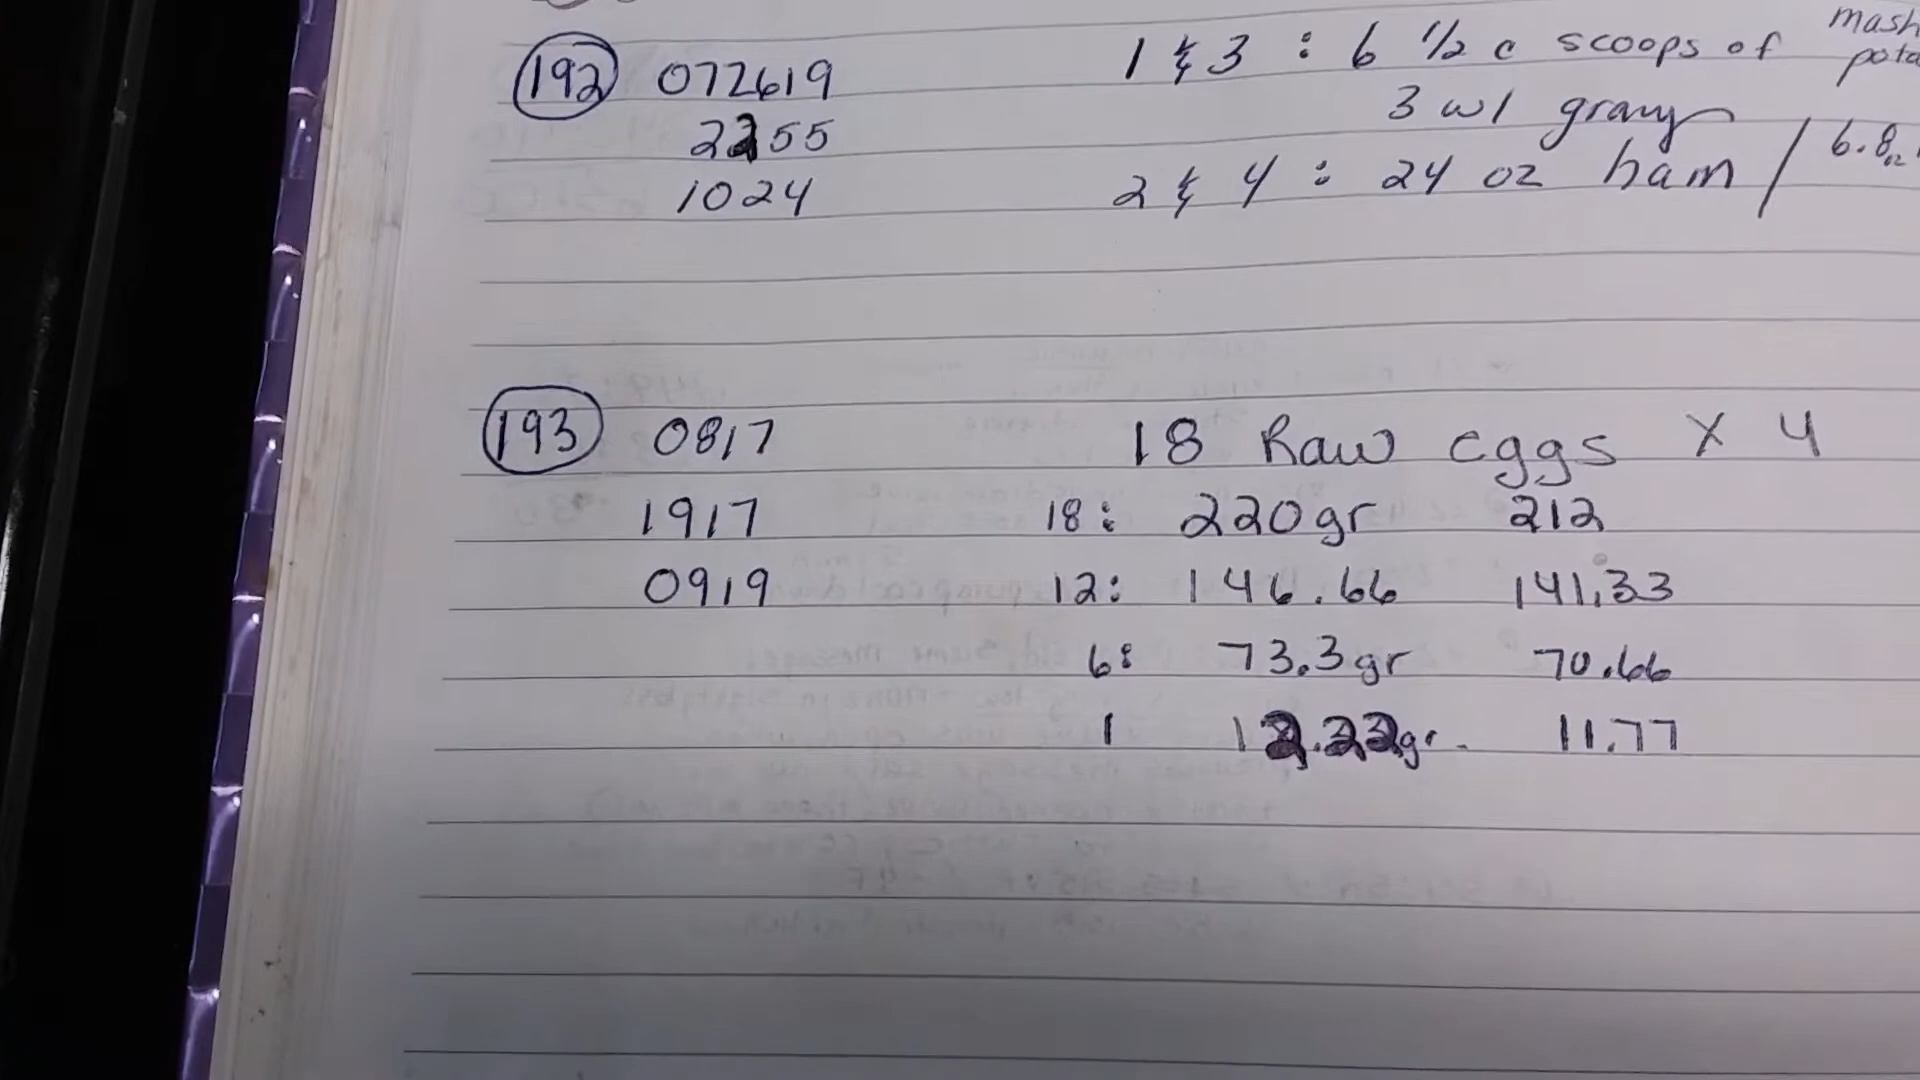 192 072619 1 & 3 : 6 1/2 c scoops of mash
pota
2255 3 w/ gravy
1024 2 & 4 : 24 oz ham / 6.8oz
193 0817 18 Raw eggs x 4
1917 18: 220gr 212
0919 12: 146.66 141.33
6: 73.3gr 70.66
1 12.22gr. 11.77